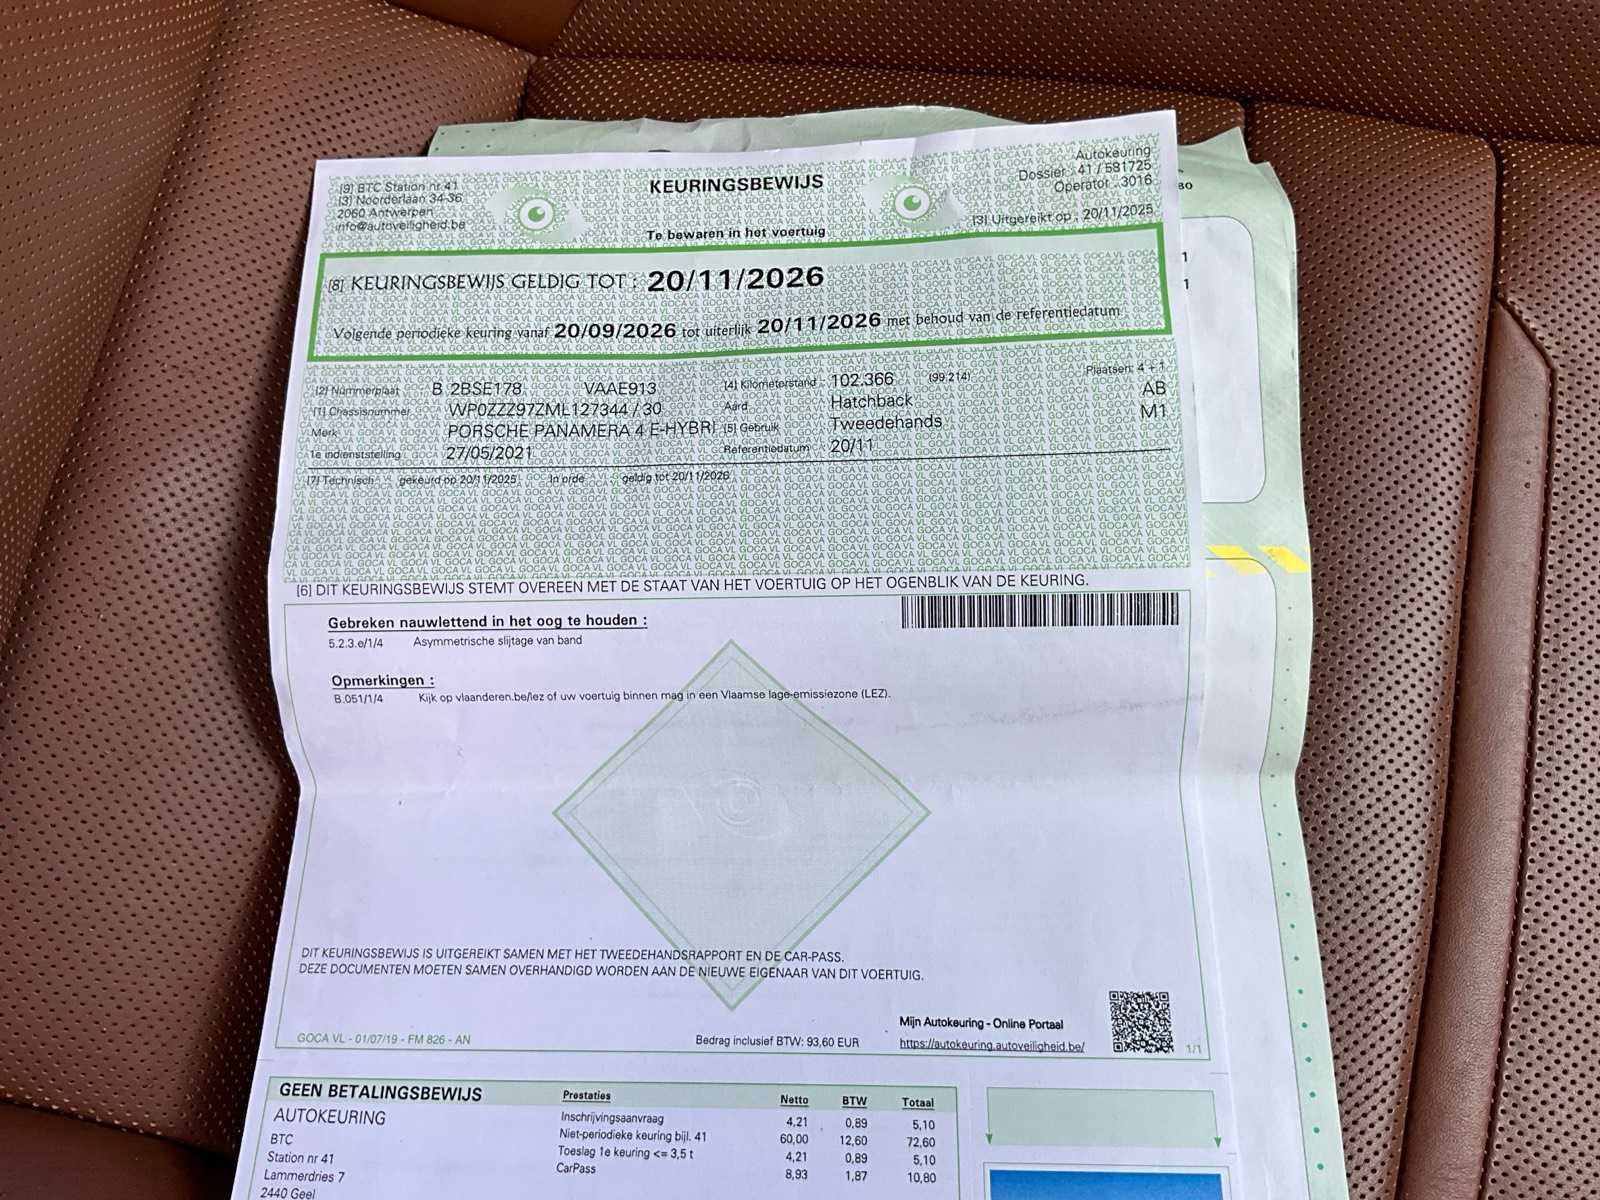 [9] BTC Station nr 41
[3] Noorderlaan 34-36
2060 Antwerpen
info@autoveiligheid.be
KEURINGSBEWIJS
Te bewaren in het voertuig
Autokeuring
Dossier : 41 / 581725
Operator : 3016
[3] Uitgereikt op : 20/11/2025
[8] KEURINGSBEWIJS GELDIG TOT : 20/11/2026
Volgende periodieke keuring vanaf 20/09/2026 tot uiterlijk 20/11/2026 met behoud van de referentiedatum
[2] Nummerplaat B 2BSE178 VAAE913 [4] Kilometerstand : 102.366 (99.214) Plaatsen: 4 + 1
[1] Chassisnummer WP0ZZZ97ZML127344 / 30 Aard Hatchback AB
Merk PORSCHE PANAMERA 4 E-HYBRI [5] Gebruik Tweedehands M1
1e indienststelling 27/05/2021 Referentiedatum 20/11
[7] Technisch gekeurd op 20/11/2025 In orde geldig tot 20/11/2026
[6] DIT KEURINGSBEWIJS STEMT OVEREEN MET DE STAAT VAN HET VOERTUIG OP HET OGENBLIK VAN DE KEURING.
Gebreken nauwlettend in het oog te houden :
5.2.3.e/1/4 Asymmetrische slijtage van band
Opmerkingen :
B.051/1/4 Kijk op vlaanderen.be/lez of uw voertuig binnen mag in een Vlaamse lage-emissiezone (LEZ).
DIT KEURINGSBEWIJS IS UITGEREIKT SAMEN MET HET TWEEDEHANDSRAPPORT EN DE CAR-PASS.
DEZE DOCUMENTEN MOETEN SAMEN OVERHANDIGD WORDEN AAN DE NIEUWE EIGENAAR VAN DIT VOERTUIG.
Mijn Autokeuring - Online Portaal
https://autokeuring.autoveiligheid.be/
GOCA VL - 01/07/19 - FM 826 - AN
Bedrag inclusief BTW: 93,60 EUR
1/1
GEEN BETALINGSBEWIJS
AUTOKEURING
BTC
Station nr 41
Lammerdries 7
2440 Geel
Prestaties Netto BTW Totaal
Inschrijvingsaanvraag 4,21 0,89 5,10
Niet-periodieke keuring bijl. 41 60,00 12,60 72,60
Toeslag 1e keuring <= 3,5 t 4,21 0,89 5,10
CarPass 8,93 1,87 10,80